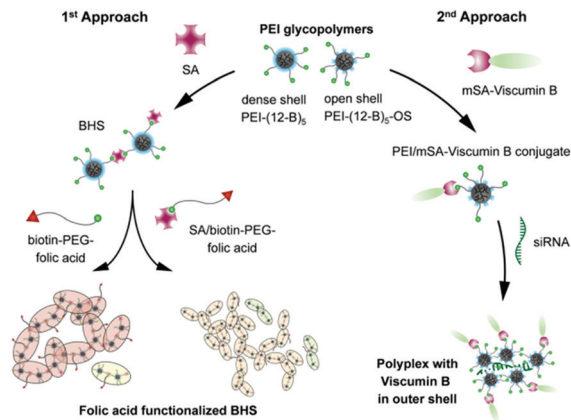 1st Approach
SA
PEI glycopolymers
dense shell
PEI-(12-B)5
open shell
PEI-(12-B)5-OS
2nd Approach
mSA-Viscumin B
BHS
biotin-PEG-
folic acid
SA/biotin-PEG-
folic acid
PEI/mSA-Viscumin B conjugate
siRNA
Folic acid functionalized BHS
Polyplex with
Viscumin B
in outer shell